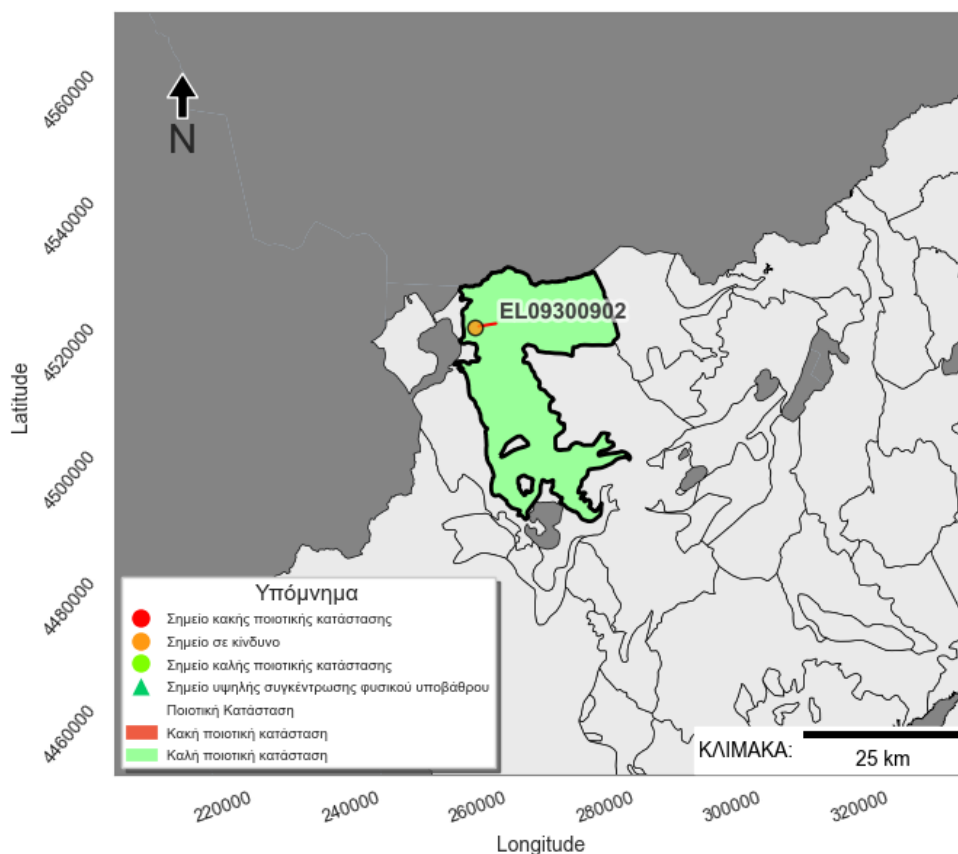 N
EL09300902
4560000
4540000
4520000
4500000
4480000
4460000
Latitude
Υπόμνημα
Σημείο κακής ποιοτικής κατάστασης
Σημείο σε κίνδυνο
Σημείο καλής ποιοτικής κατάστασης
Σημείο υψηλής συγκέντρωσης φυσικού υποβάθρου
Ποιοτική Κατάσταση
Κακή ποιοτική κατάσταση
Καλή ποιοτική κατάσταση
ΚΛΙΜΑΚΑ:
25 km
220000
240000
260000
280000
300000
320000
Longitude